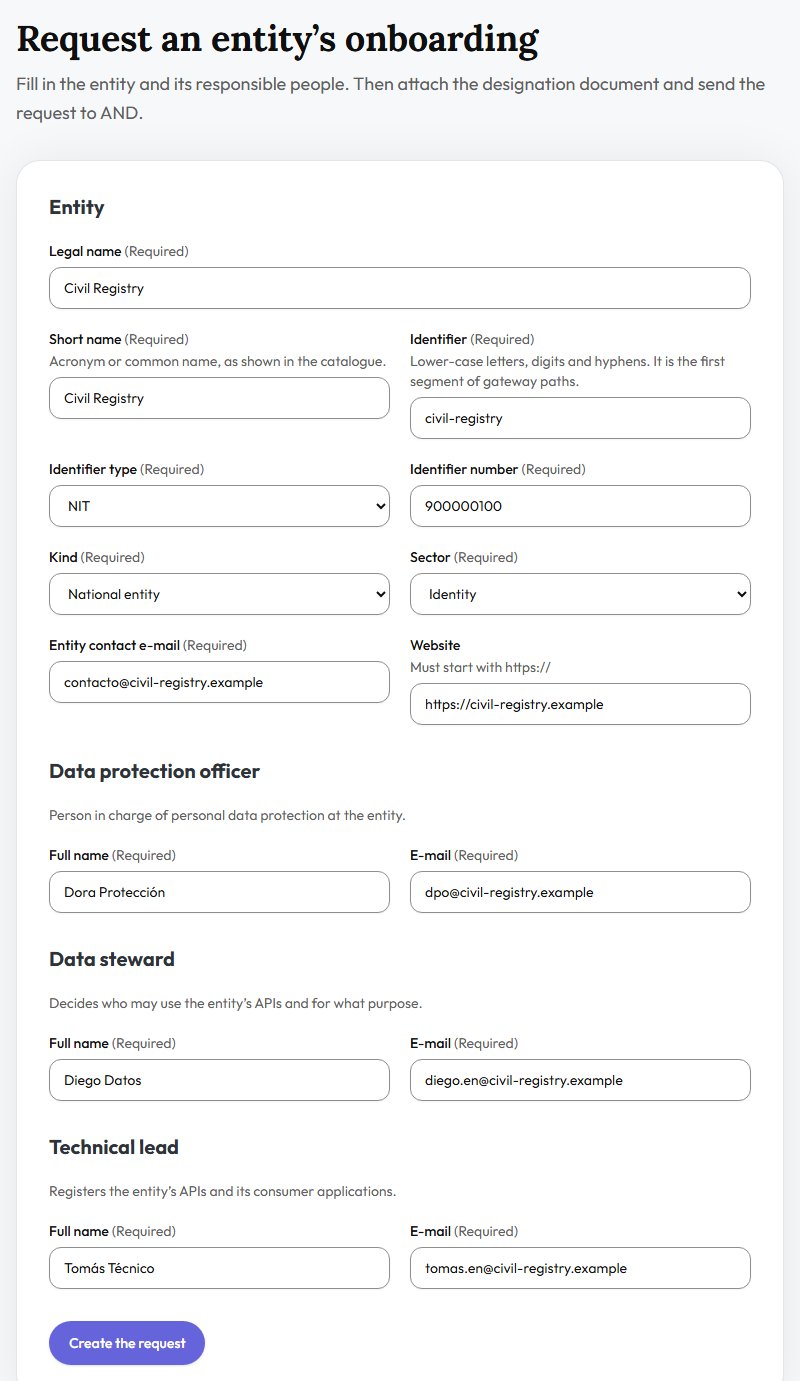 Request an entity’s onboarding
Fill in the entity and its responsible people. Then attach the designation document and send the
request to AND.
Entity
Legal name (Required)
Civil Registry
Short name (Required)
Acronym or common name, as shown in the catalogue.
Civil Registry
Identifier (Required)
Lower-case letters, digits and hyphens. It is the first
segment of gateway paths.
civil-registry
Identifier type (Required)
NIT
Identifier number (Required)
900000100
Kind (Required)
National entity
Sector (Required)
Identity
Entity contact e-mail (Required)
contacto@civil-registry.example
Website
Must start with https://
https://civil-registry.example
Data protection officer
Person in charge of personal data protection at the entity.
Full name (Required)
Dora Protección
E-mail (Required)
dpo@civil-registry.example
Data steward
Decides who may use the entity’s APIs and for what purpose.
Full name (Required)
Diego Datos
E-mail (Required)
diego.en@civil-registry.example
Technical lead
Registers the entity’s APIs and its consumer applications.
Full name (Required)
Tomás Técnico
E-mail (Required)
tomas.en@civil-registry.example
Create the request